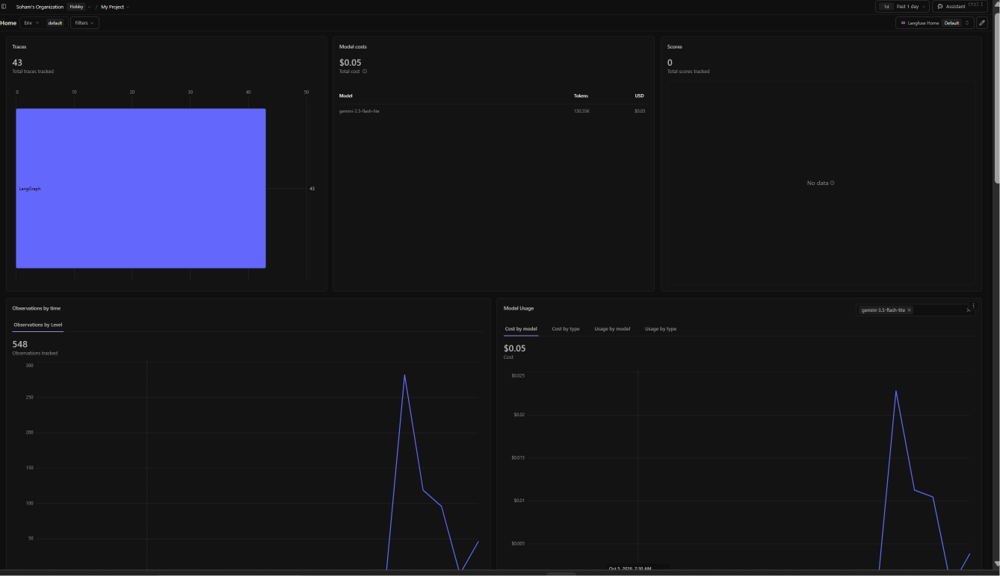 Soham's Organization Hobby / My Project
1d Past 1 day Assistant Ctrl I
Home Env default Filters
Langfuse Home Default
Traces
43
Total traces tracked
0 10 20 30 40 50
LangGraph 43
Model costs
$0.05
Total cost
Model Tokens USD
gemini-3.5-flash-lite 130.55K $0.05
Scores
0
Total scores tracked
No data
Observations by time
Observations by Level
548
Observations tracked
300
250
200
150
100
50
Model Usage
gemini-3.5-flash-lite
Cost by model Cost by type Usage by model Usage by type
$0.05
Cost
$0.025
$0.02
$0.015
$0.01
$0.005
Oct 5, 2026, 7:30 AM